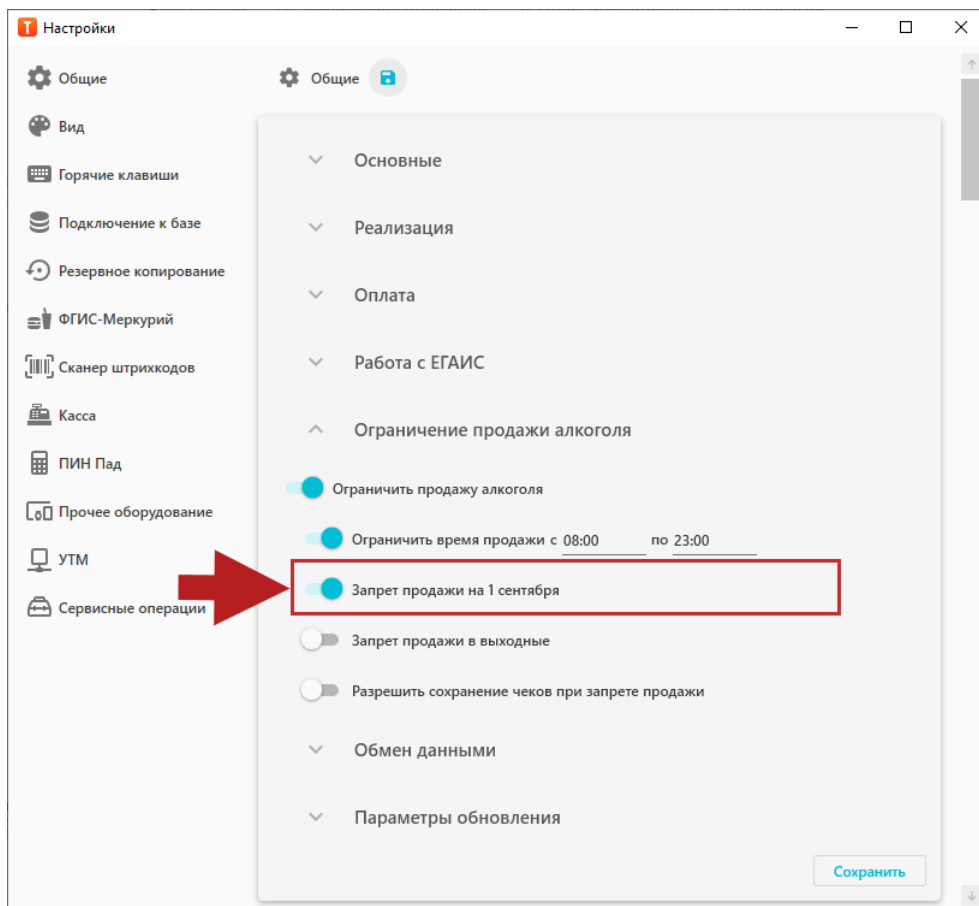 Т Настройки
Общие
Вид
Горячие клавиши
Подключение к базе
Резервное копирование
ФГИС-Меркурий
Сканер штрихкодов
Касса
ПИН Пад
Прочее оборудование
УТМ
Сервисные операции
Общие
Основные
Реализация
Оплата
Работа с ЕГАИС
Ограничение продажи алкоголя
Ограничить продажу алкоголя
Ограничить время продажи с 08:00 по 23:00
Запрет продажи на 1 сентября
Запрет продажи в выходные
Разрешить сохранение чеков при запрете продажи
Обмен данными
Параметры обновления
Сохранить